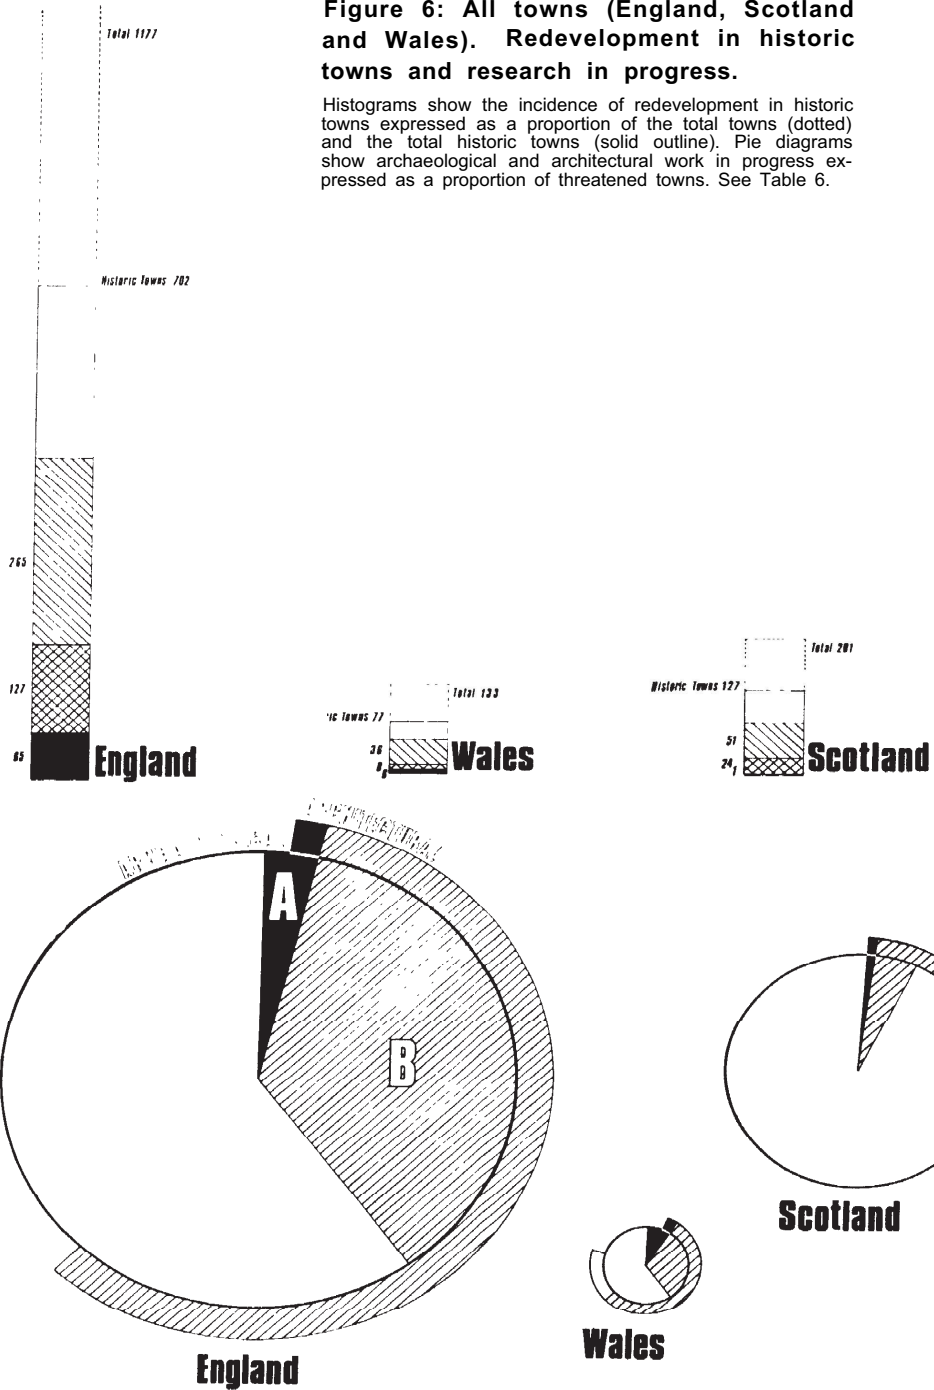 Figure 6: All towns (England, Scotland
and Wales). Redevelopment in historic
towns and research in progress.
Histograms show the incidence of redevelopment in historic
towns expressed as a proportion of the total towns (dotted)
and the total historic towns (solid outline). Pie diagrams
show archaeological and architectural work in progress ex-
pressed as a proportion of threatened towns. See Table 6.
Total 1177
Historic Towns 702
265
127
65
England
Total 133
Towns 77
36
Wales
Total 201
Historic Towns 127
51
24
1
Scotland
A
B
England
Wales
Scotland